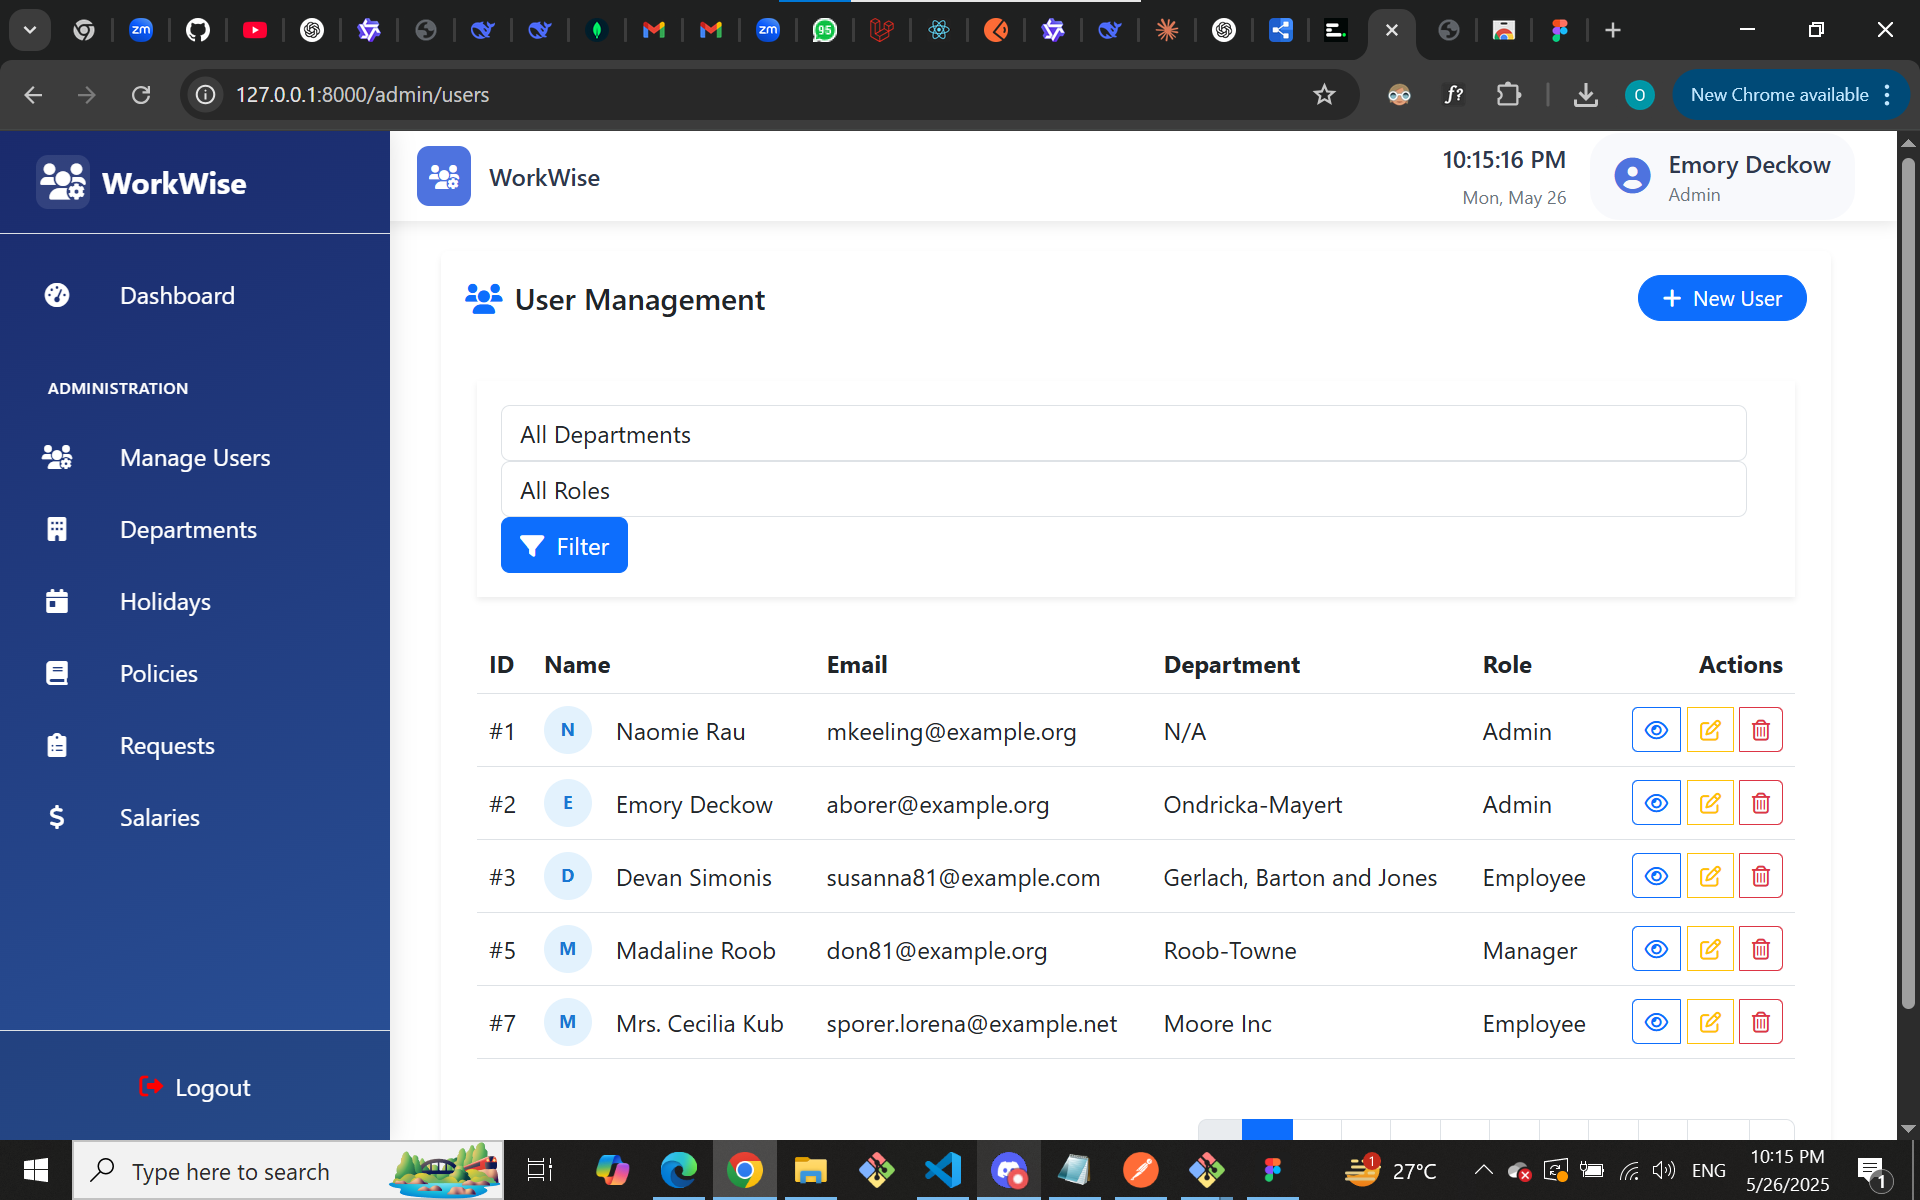 zm
zm
95
127.0.0.1:8000/admin/users
f?
O
New Chrome available
WorkWise
WorkWise
10:15:16 PM
Mon, May 26
Emory Deckow
Admin
Dashboard
ADMINISTRATION
Manage Users
Departments
Holidays
Policies
Requests
Salaries
Logout
User Management
New User
All Departments
All Roles
Filter
ID Name Email Department Role Actions
#1 N Naomie Rau mkeeling@example.org N/A Admin
#2 E Emory Deckow aborer@example.org Ondricka-Mayert Admin
#3 D Devan Simonis susanna81@example.com Gerlach, Barton and Jones Employee
#5 M Madaline Roob don81@example.org Roob-Towne Manager
#7 M Mrs. Cecilia Kub sporer.lorena@example.net Moore Inc Employee
Type here to search
1
27°C
ENG
10:15 PM
5/26/2025
1